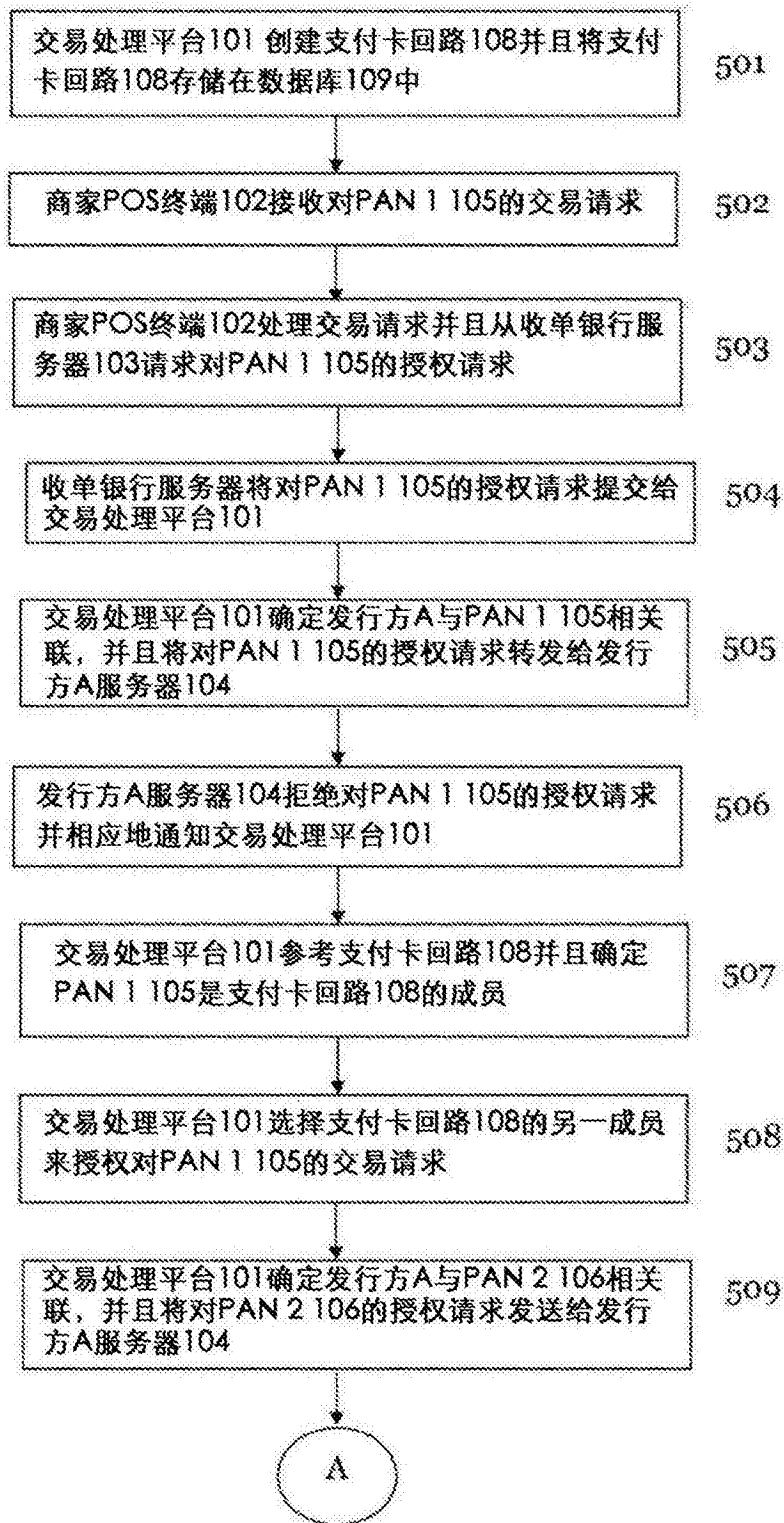 交易处理平台101 创建支付卡回路108并且将支付
卡回路108存储在数据库109中
501
商家POS终端102接收对PAN 1 105的交易请求
502
商家POS终端102处理交易请求并且从收单银行服
务器103请求对PAN 1 105的授权请求
503
收单银行服务器将对PAN 1 105的授权请求提交给
交易处理平台101
504
交易处理平台101确定发行方A与PAN 1 105相关
联，并且将对PAN 1 105的授权请求转发给发行
方A服务器104
505
发行方A服务器104拒绝对PAN 1 105的授权请求
并相应地通知交易处理平台101
506
交易处理平台101参考支付卡回路108并且确定
PAN 1 105是支付卡回路108的成员
507
交易处理平台101选择支付卡回路108的另一成员
来授权对PAN 1 105的交易请求
508
交易处理平台101确定发行方A与PAN 2 106相关
联，并且将对PAN 2 106的授权请求发送给发行
方A服务器104
509
A